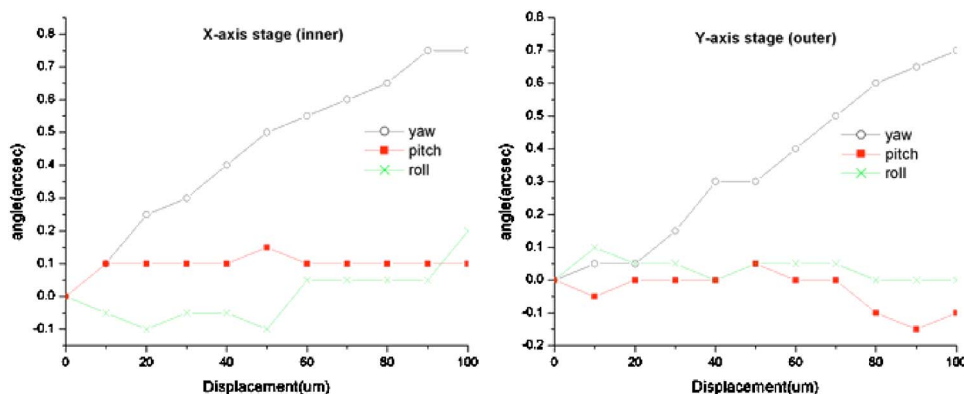 X-axis stage (inner)
0.8
0.7
0.6
0.5
0.4
0.3
0.2
0.1
0.0
-0.1
angle(arcsec)
yaw
pitch
roll
0 20 40 60 80 100
Displacement(um)
Y-axis stage (outer)
0.8
0.7
0.6
0.5
0.4
0.3
0.2
0.1
0.0
-0.1
-0.2
angle(arcsec)
yaw
pitch
roll
0 20 40 60 80 100
Displacement(um)